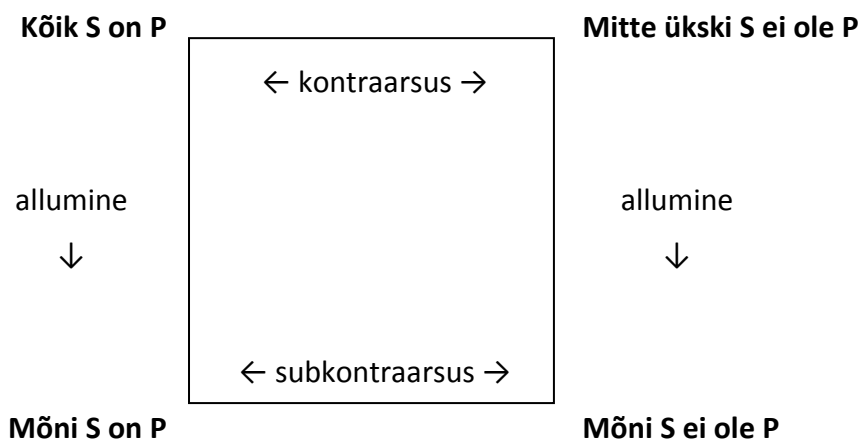 Kõik S on P
Mitte ükski S ei ole P
← kontraarsus →
allumine
allumine
↓
↓
← subkontraarsus →
Mõni S on P
Mõni S ei ole P